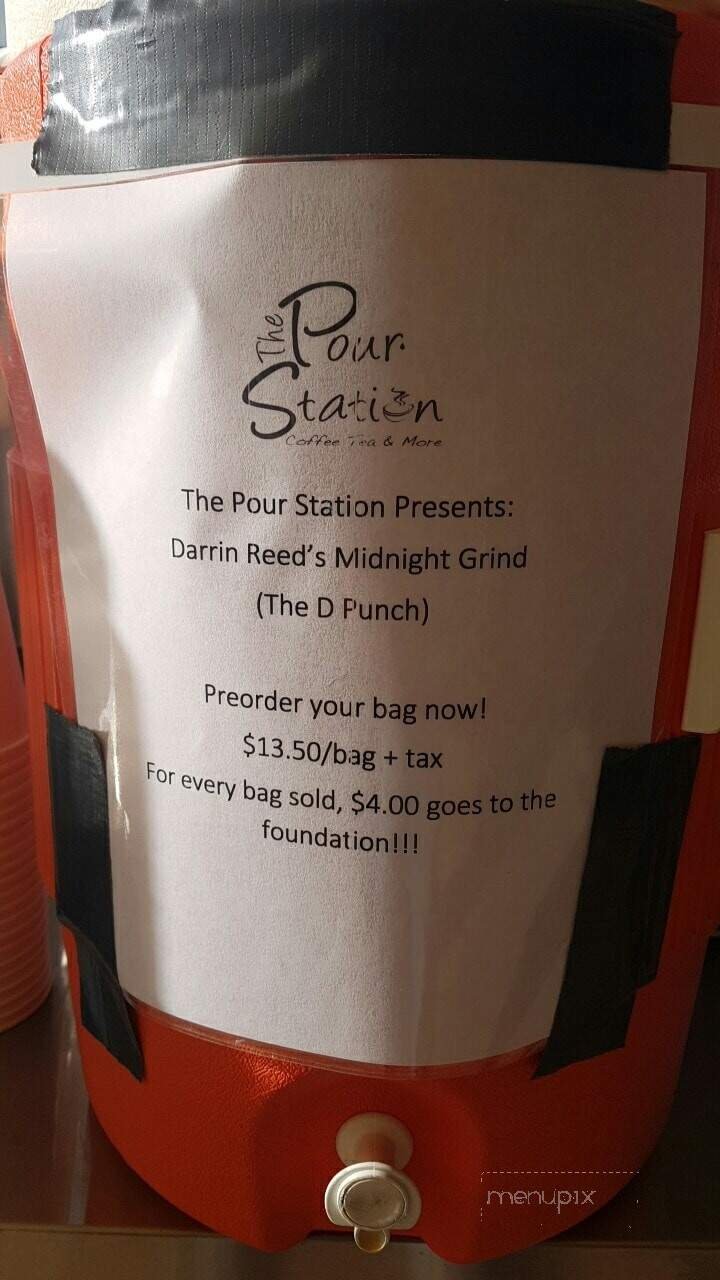 The Pour
Station
Coffee Tea & More
The Pour Station Presents:
Darrin Reed's Midnight Grind
(The D Punch)
Preorder your bag now!
$13.50/bag + tax
For every bag sold, $4.00 goes to the
foundation!!!
menupix